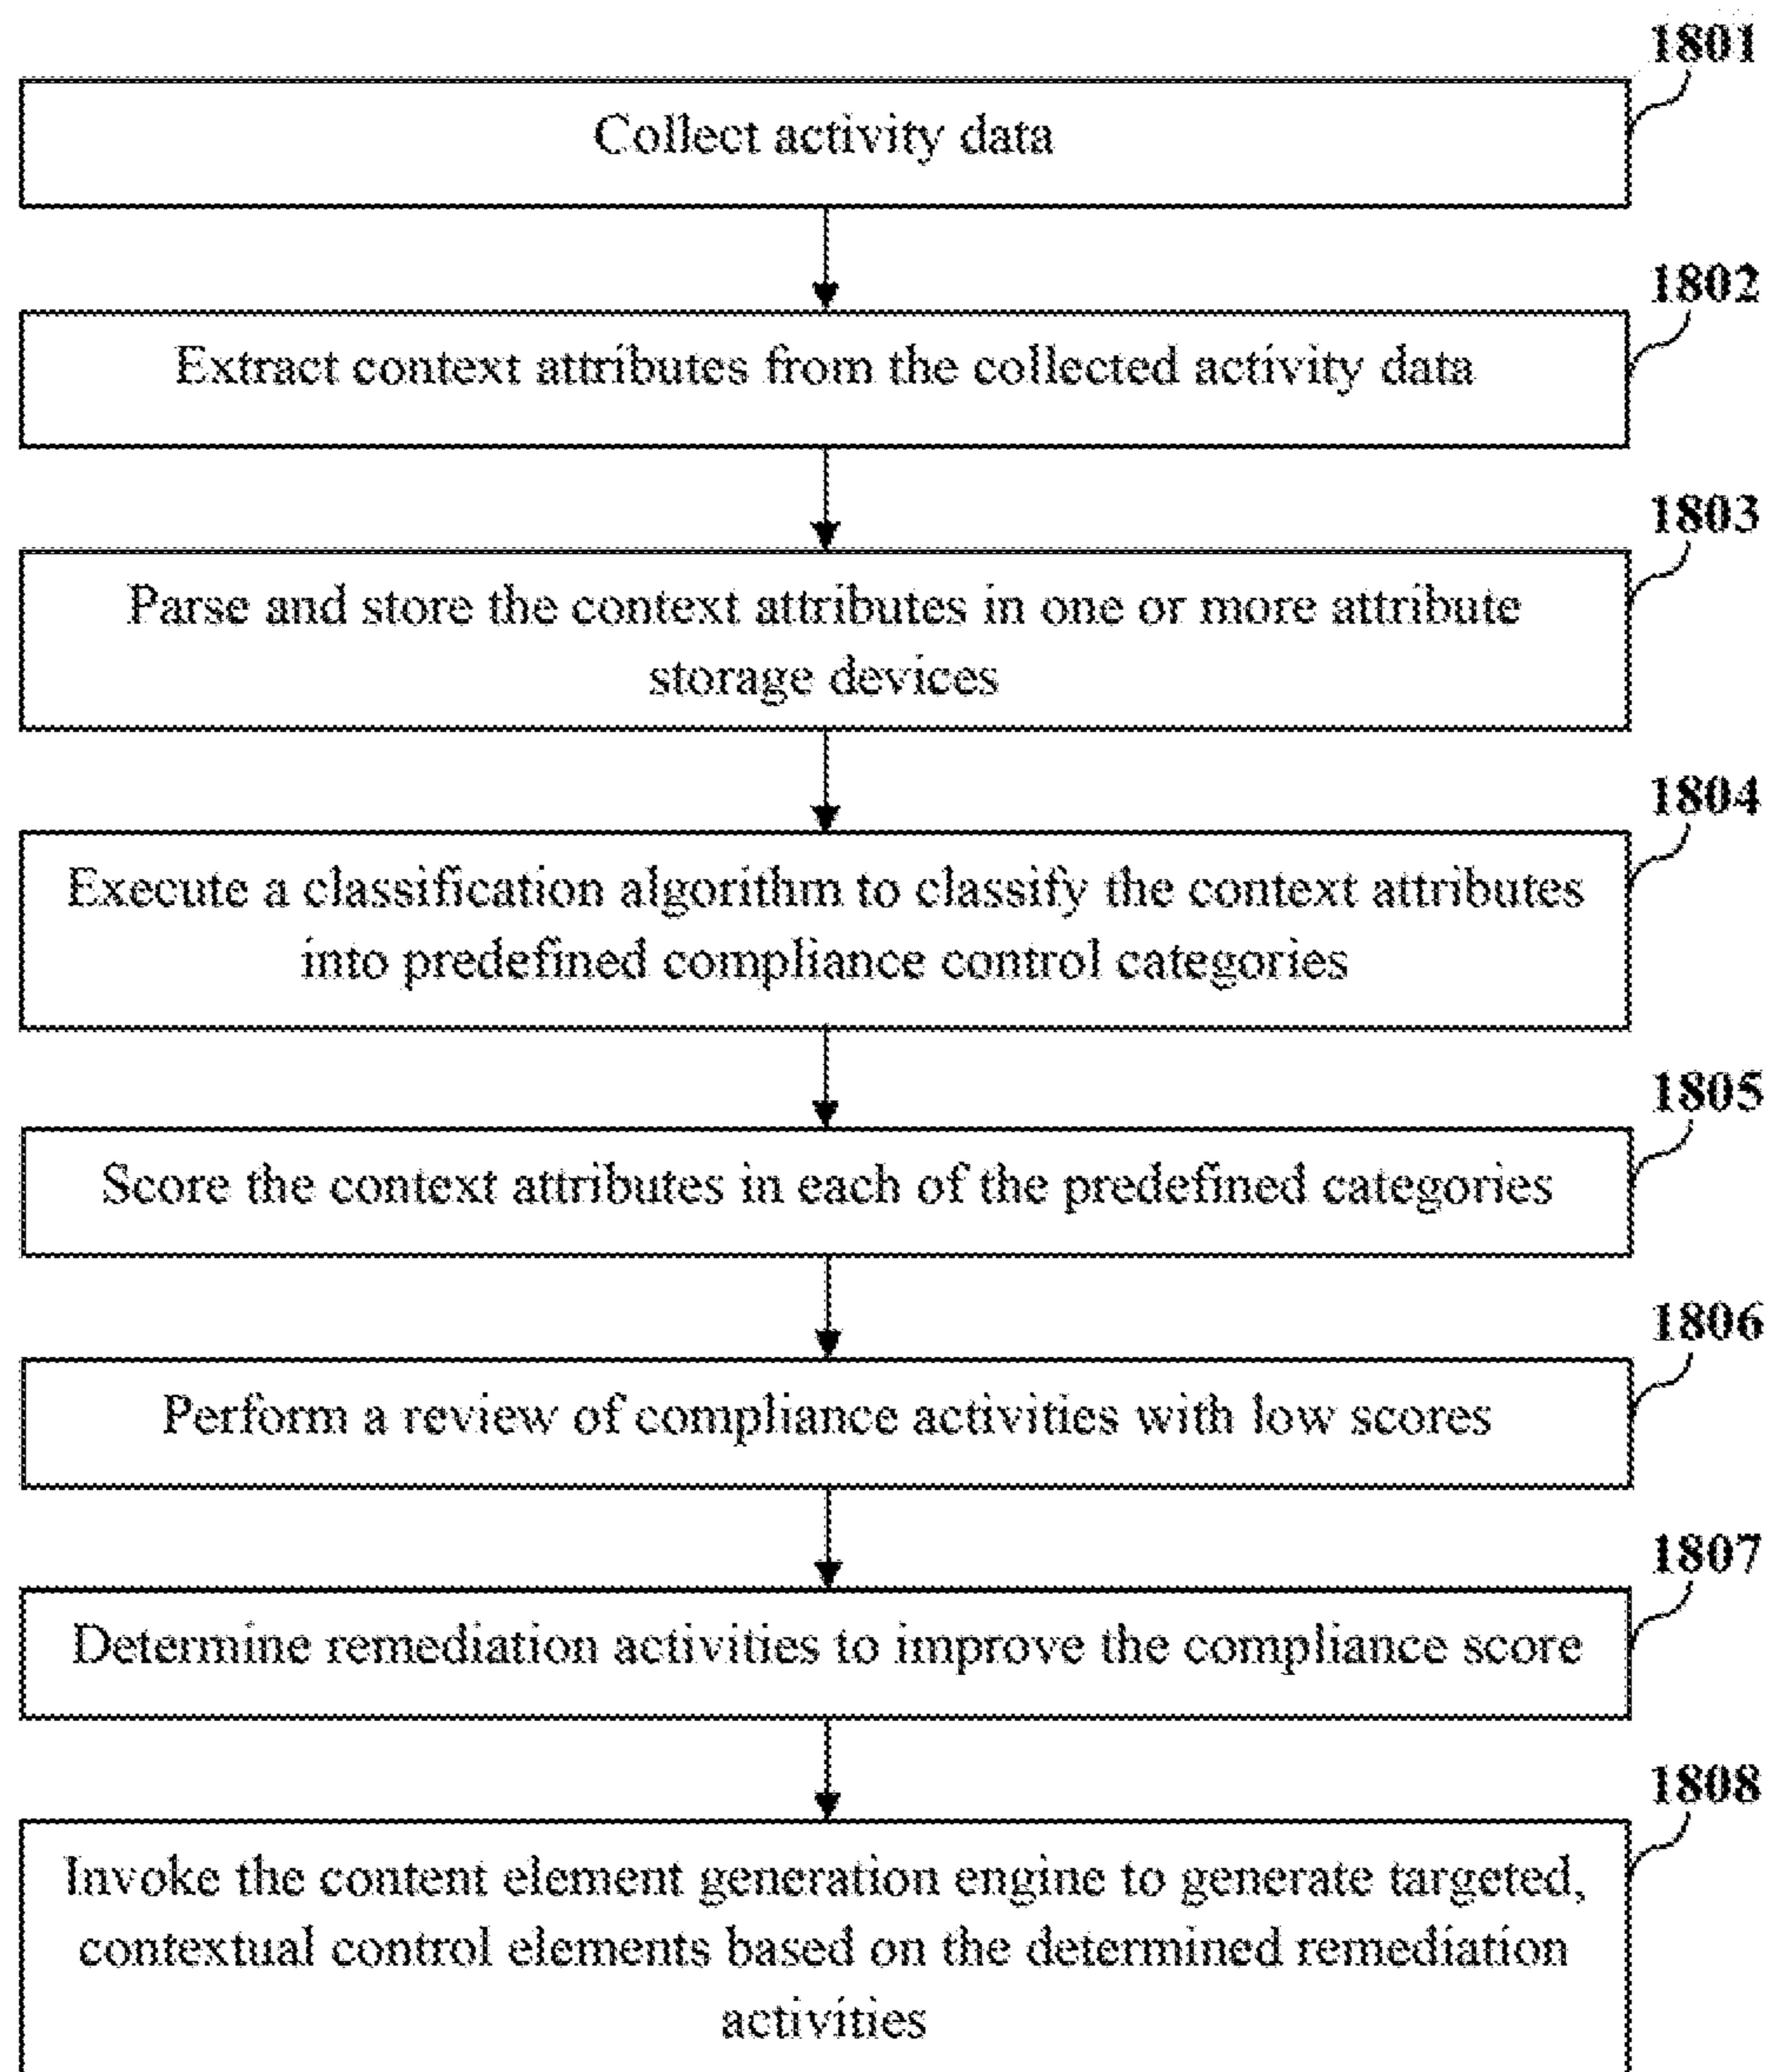 1801
Collect activity data
1802
Extract context attributes from the collected activity data
1803
Parse and store the context attributes in one or more attribute
storage devices
1804
Execute a classification algorithm to classify the context attributes
into predefined compliance control categories
1805
Score the context attributes in each of the predefined categories
1806
Perform a review of compliance activities with low scores
1807
Determine remediation activities to improve the compliance score
1808
Invoke the content element generation engine to generate targeted,
contextual control elements based on the determined remediation
activities